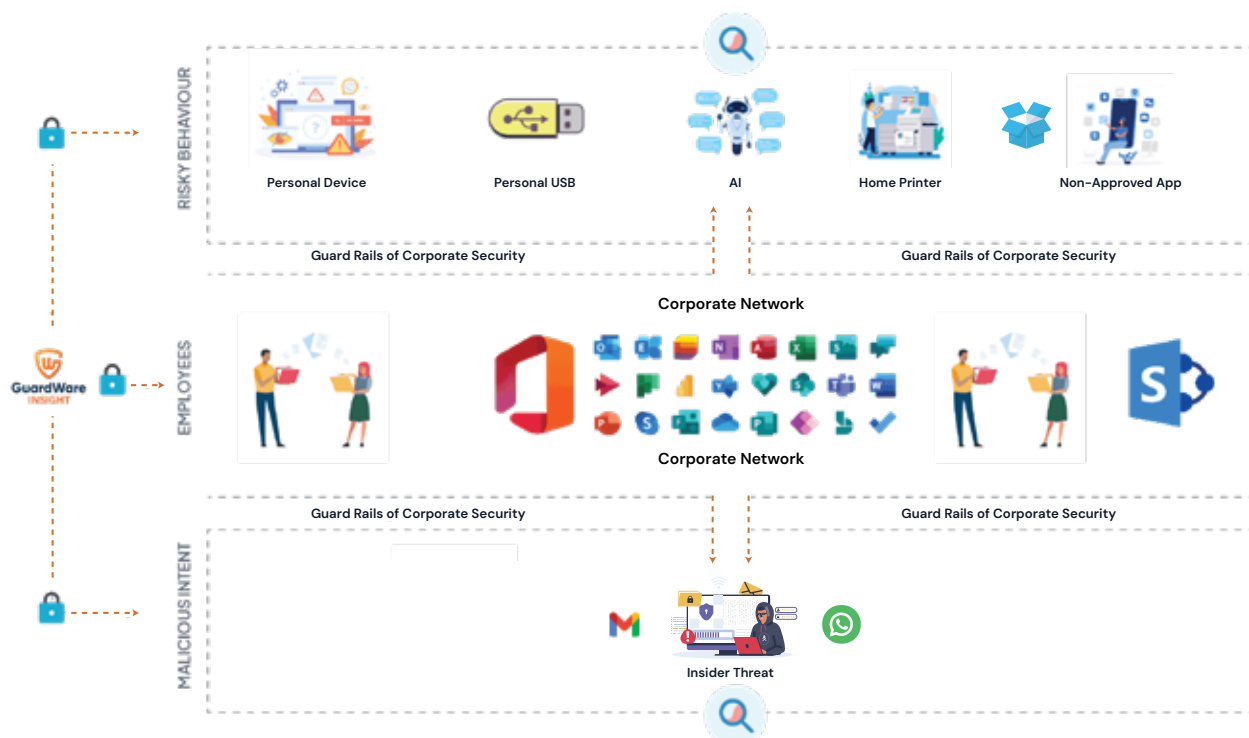 RISKY BEHAVIOUR
Personal Device
Personal USB
AI
Home Printer
Non-Approved App
Guard Rails of Corporate Security
Guard Rails of Corporate Security
Corporate Network
GuardWare
INSIGHT
EMPLOYEES
Corporate Network
Guard Rails of Corporate Security
Guard Rails of Corporate Security
MALICIOUS INTENT
Insider Threat